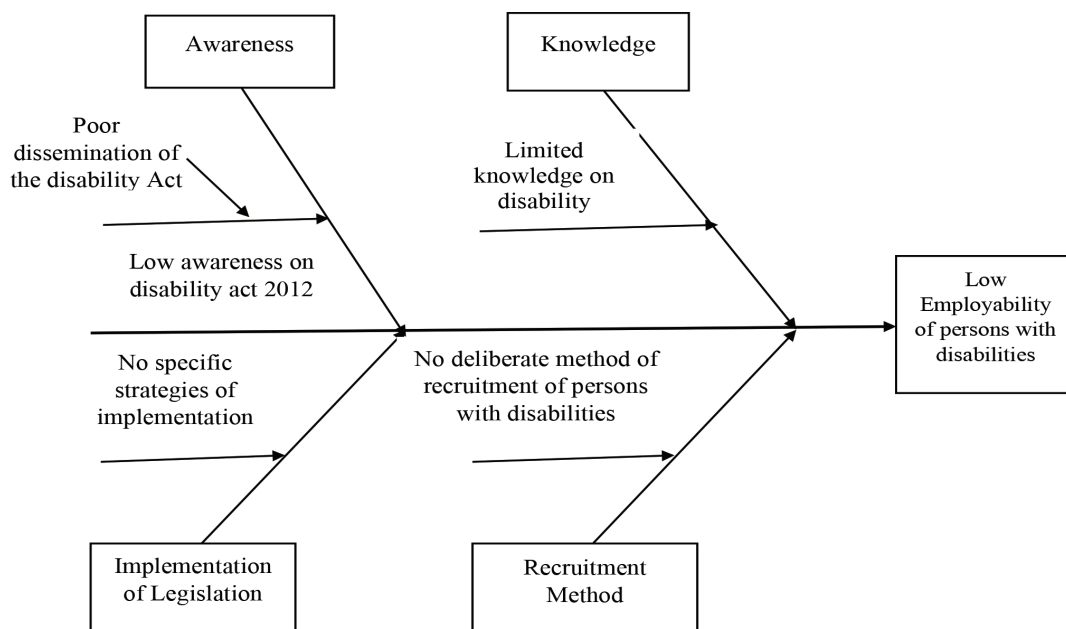 Awareness
Knowledge
Poor
dissemination of
the disability Act
Limited
knowledge on
disability
Low awareness on
disability act 2012
Low
Employability
of persons with
disabilities
No specific
strategies of
implementation
No deliberate method of
recruitment of persons
with disabilities
Implementation
of Legislation
Recruitment
Method